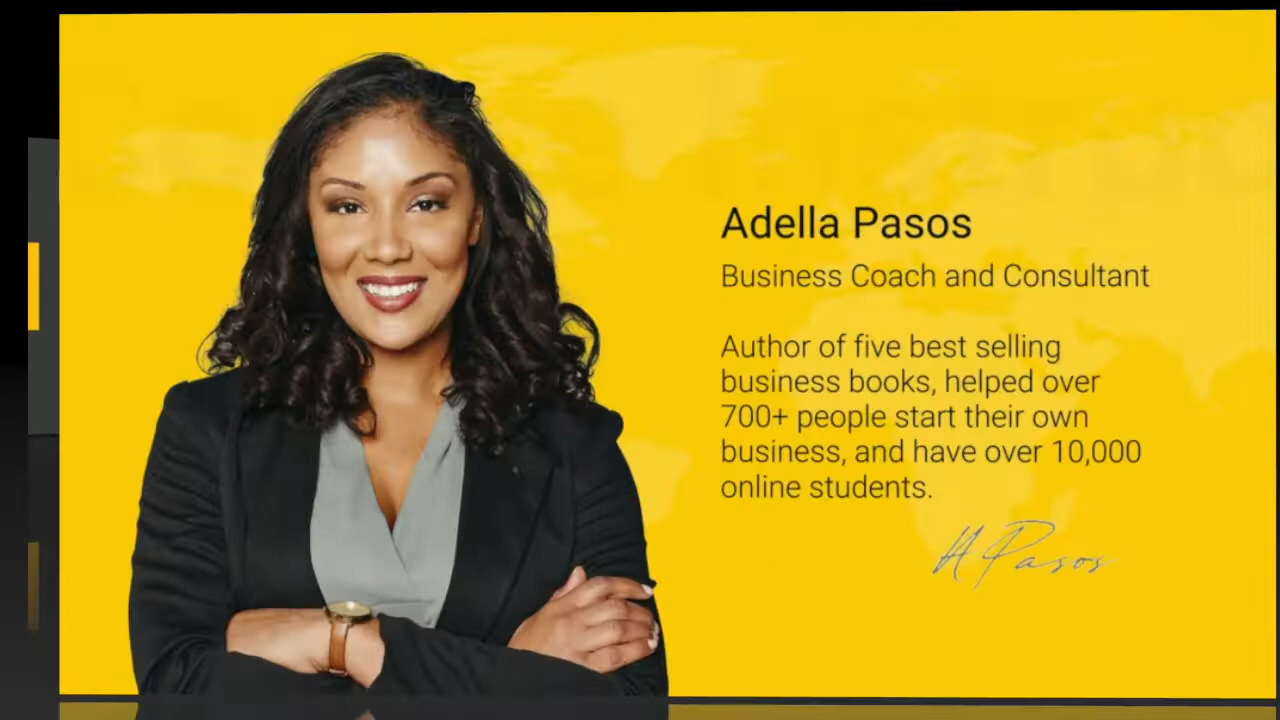 Adella Pasos
Business Coach and Consultant
Author of five best selling
business books, helped over
700+ people start their own
business, and have over 10,000
online students.
A Pasos